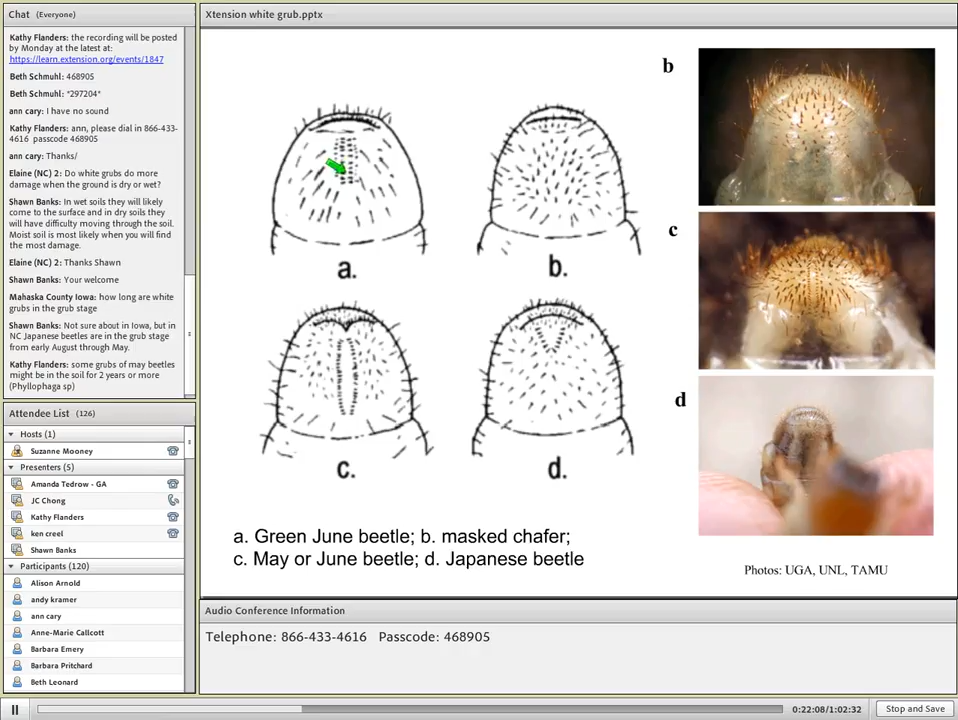 Chat (Everyone)
Kathy Flanders: the recording will be posted
by Monday at the latest at:
https://learn.extension.org/events/1847
Beth Schmuhl: 468905
Beth Schmuhl: *297204*
ann cary: I have no sound
Kathy Flanders: ann, please dial in 866-433-
4616 passcode 468905
ann cary: Thanks/
Elaine (NC) 2: Do white grubs do more
damage when the ground is dry or wet?
Shawn Banks: In wet soils they will likely
come to the surface and in dry soils they
will have difficulty moving through the soil.
Moist soil is most likely when you will find
the most damage.
Elaine (NC) 2: Thanks Shawn
Shawn Banks: Your welcome
Mahaska County Iowa: how long are white
grubs in the grub stage
Shawn Banks: Not sure about in Iowa, but in
NC Japanese beetles are in the grub stage
from early August through May.
Kathy Flanders: some grubs of may beetles
might be in the soil for 2 years or more
(Phyllophaga sp)
Attendee List (126)
Hosts (1)
Suzanne Mooney
Presenters (5)
Amanda Tedrow - GA
JC Chong
Kathy Flanders
ken creel
Shawn Banks
Participants (120)
Alison Arnold
andy kramer
ann cary
Anne-Marie Callcott
Barbara Emery
Barbara Pritchard
Beth Leonard
Xtension white grub.pptx
a.
b.
c.
d.
b
c
d
a. Green June beetle; b. masked chafer;
c. May or June beetle; d. Japanese beetle
Photos: UGA, UNL, TAMU
Audio Conference Information
Telephone: 866-433-4616 Passcode: 468905
0:22:08/1:02:32
Stop and Save